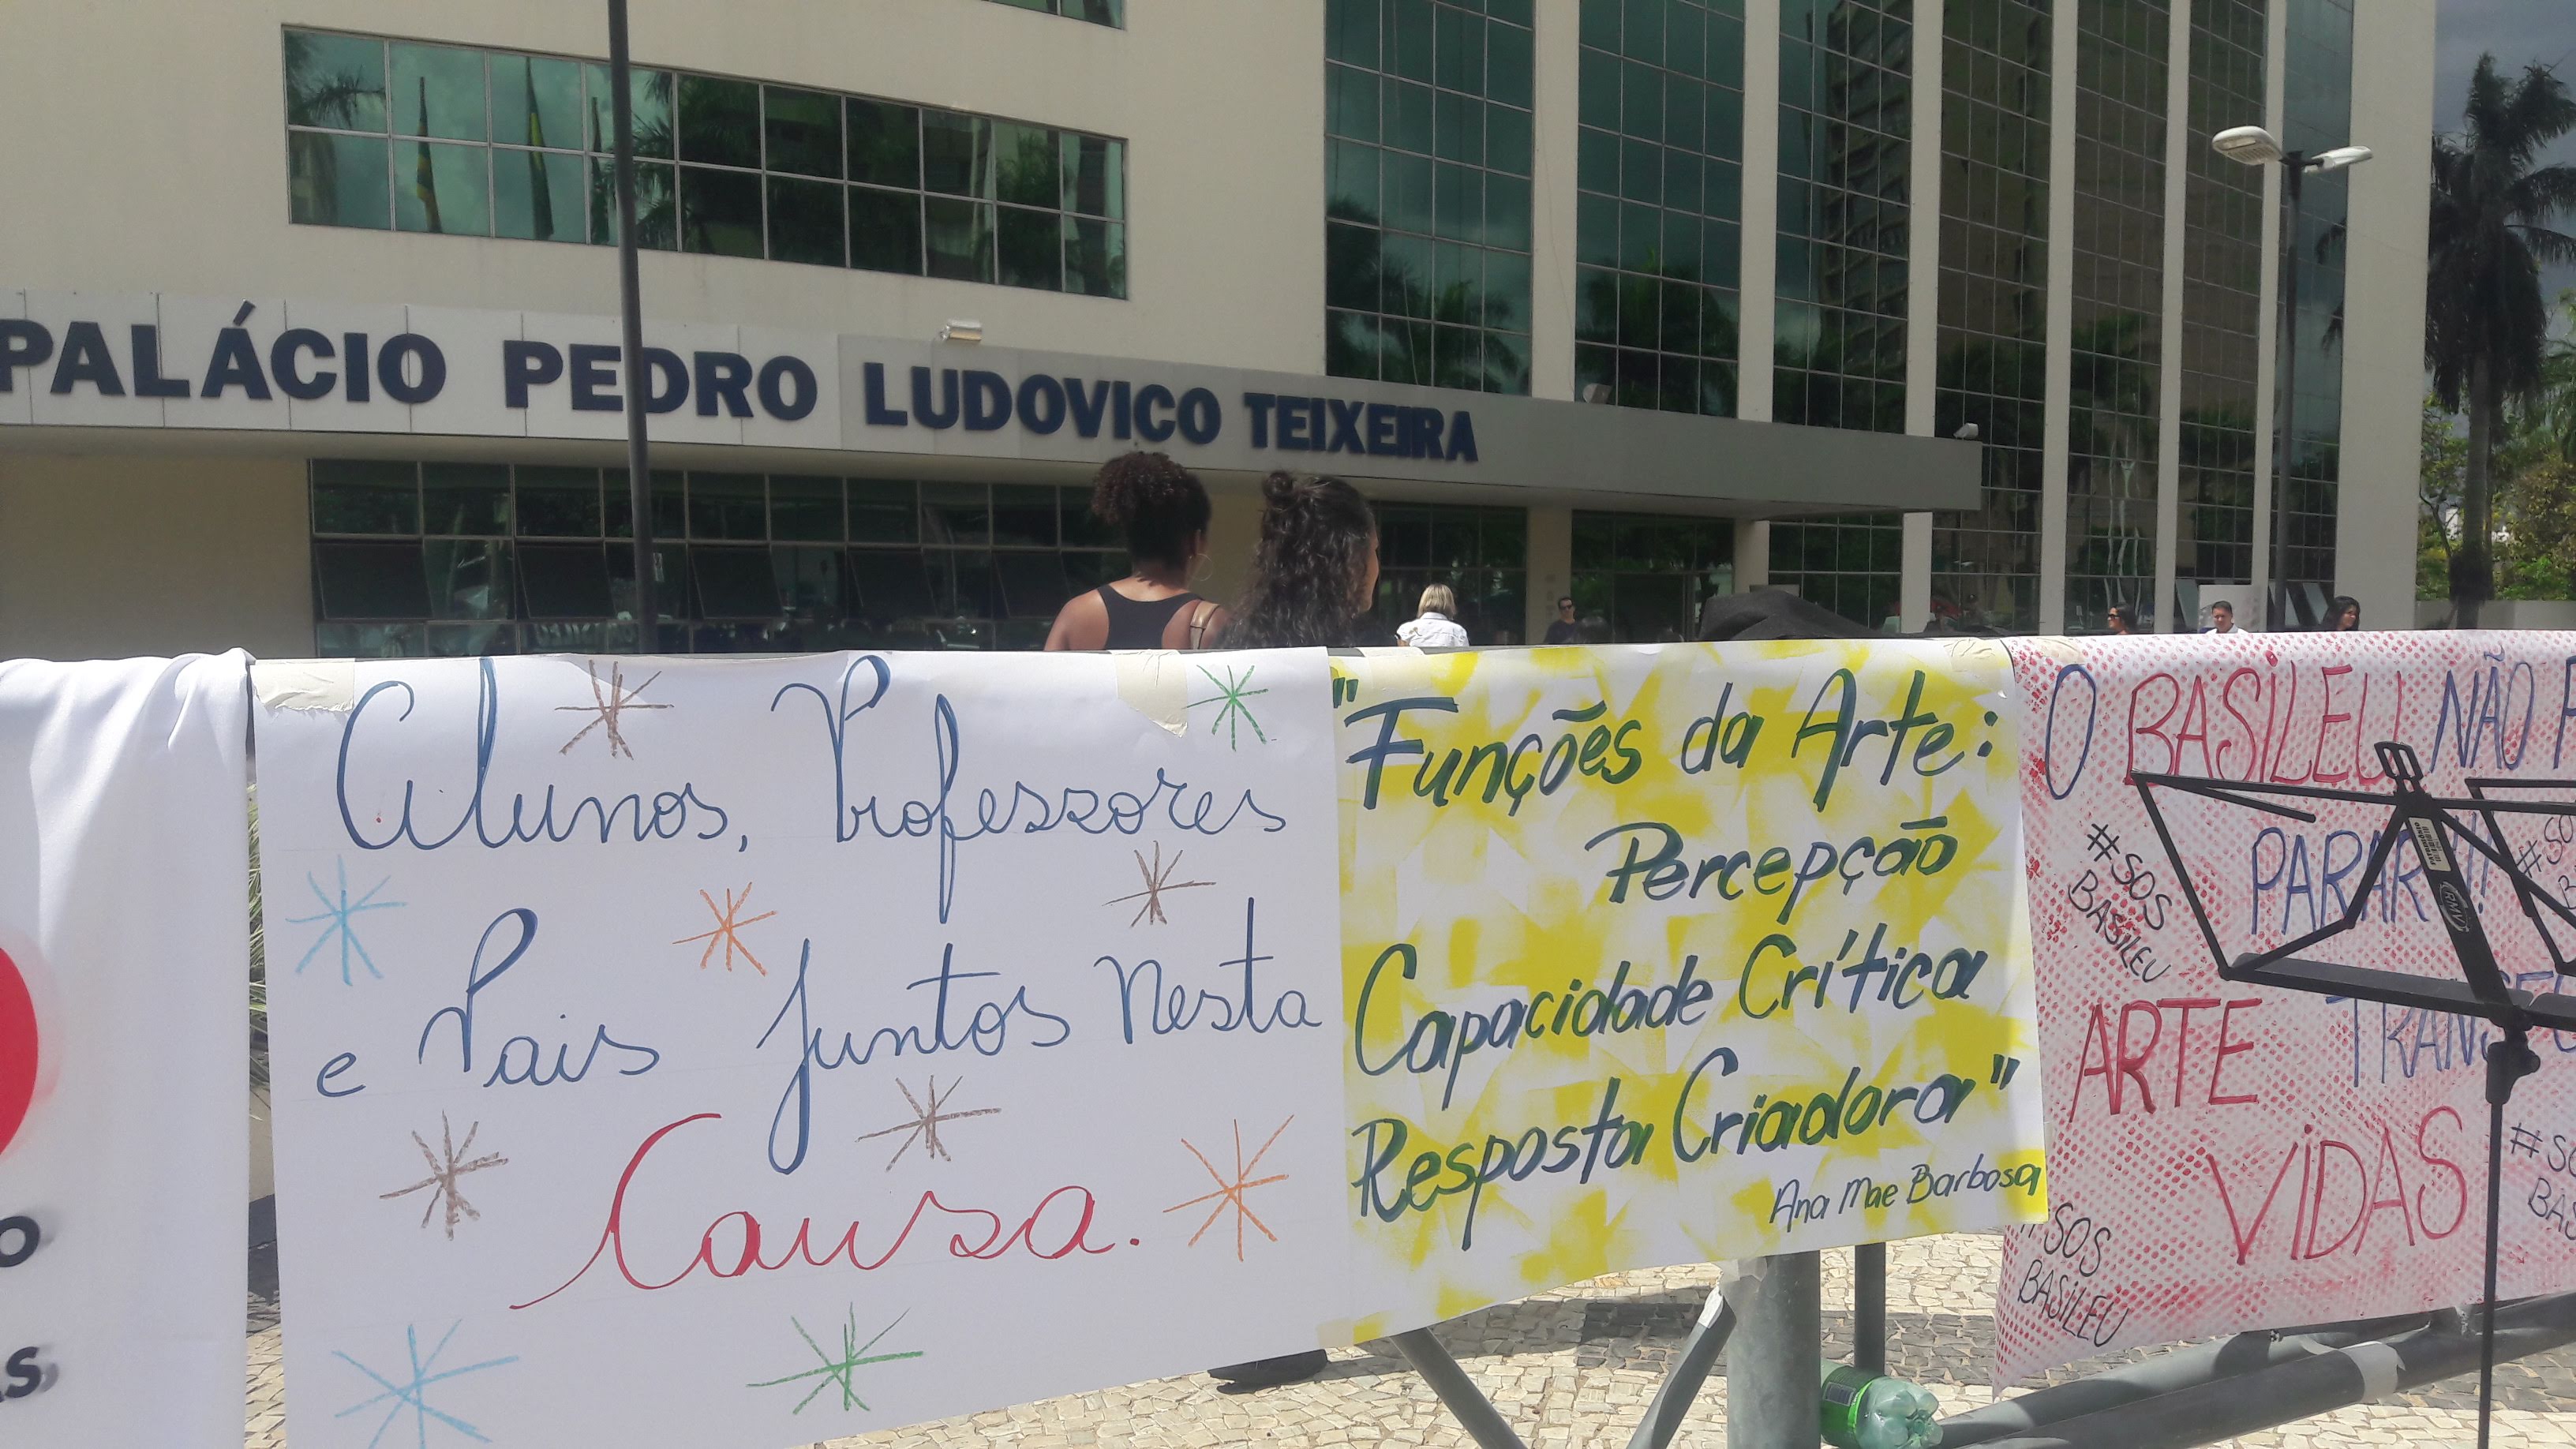 PALÁCIO PEDRO LUDOVICO TEIXEIRA
Alunos, Professores
e Pais juntos nesta
Causa.
"Funções da Arte:
Percepção
Capacidade Crítica
Resposta Criadora"
Ana Mae Barbosa
O BASILEU NÃO
PARAR!!
#SOS
BASILEU
ARTE
VIDAS
#SOS
BASILEU
RMV